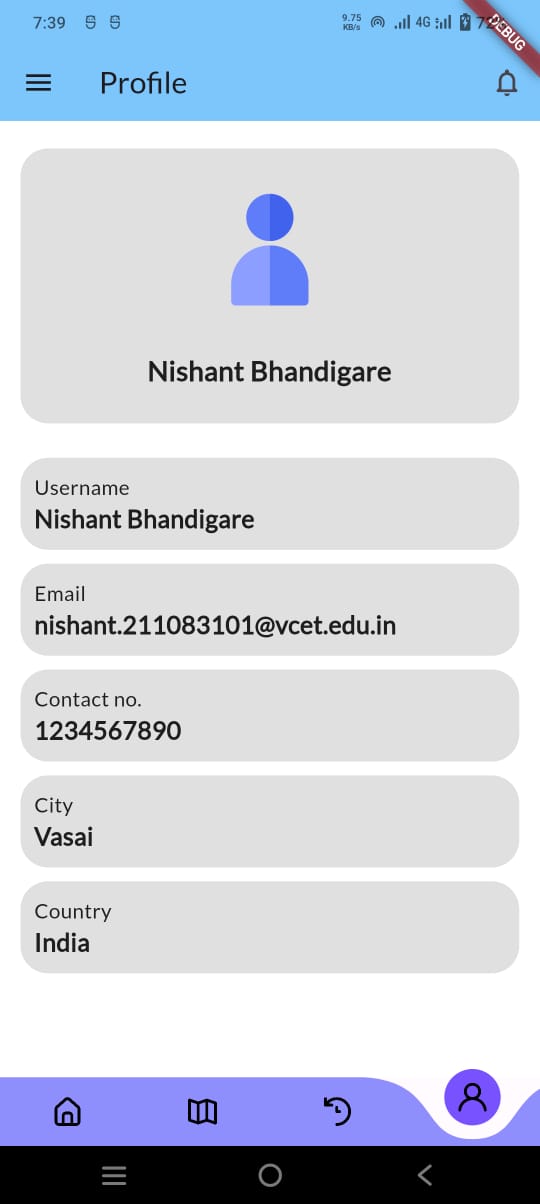 7:39
9.75
KB/s
4G
DEBUG
Profile
Nishant Bhandigare
Username
Nishant Bhandigare
Email
nishant.211083101@vcet.edu.in
Contact no.
1234567890
City
Vasai
Country
India